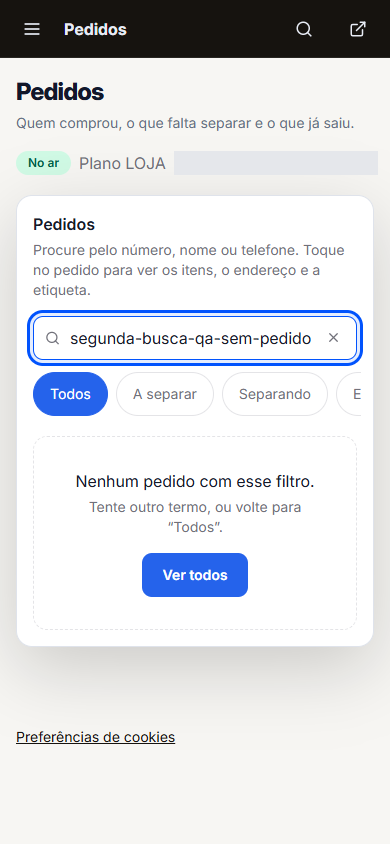 Pedidos
Pedidos
Quem comprou, o que falta separar e o que já saiu.
No ar Plano LOJA
Pedidos
Procure pelo número, nome ou telefone. Toque
no pedido para ver os itens, o endereço e a
etiqueta.
segunda-busca-qa-sem-pedido
Todos A separar Separando E
Nenhum pedido com esse filtro.
Tente outro termo, ou volte para
“Todos”.
Ver todos
Preferências de cookies